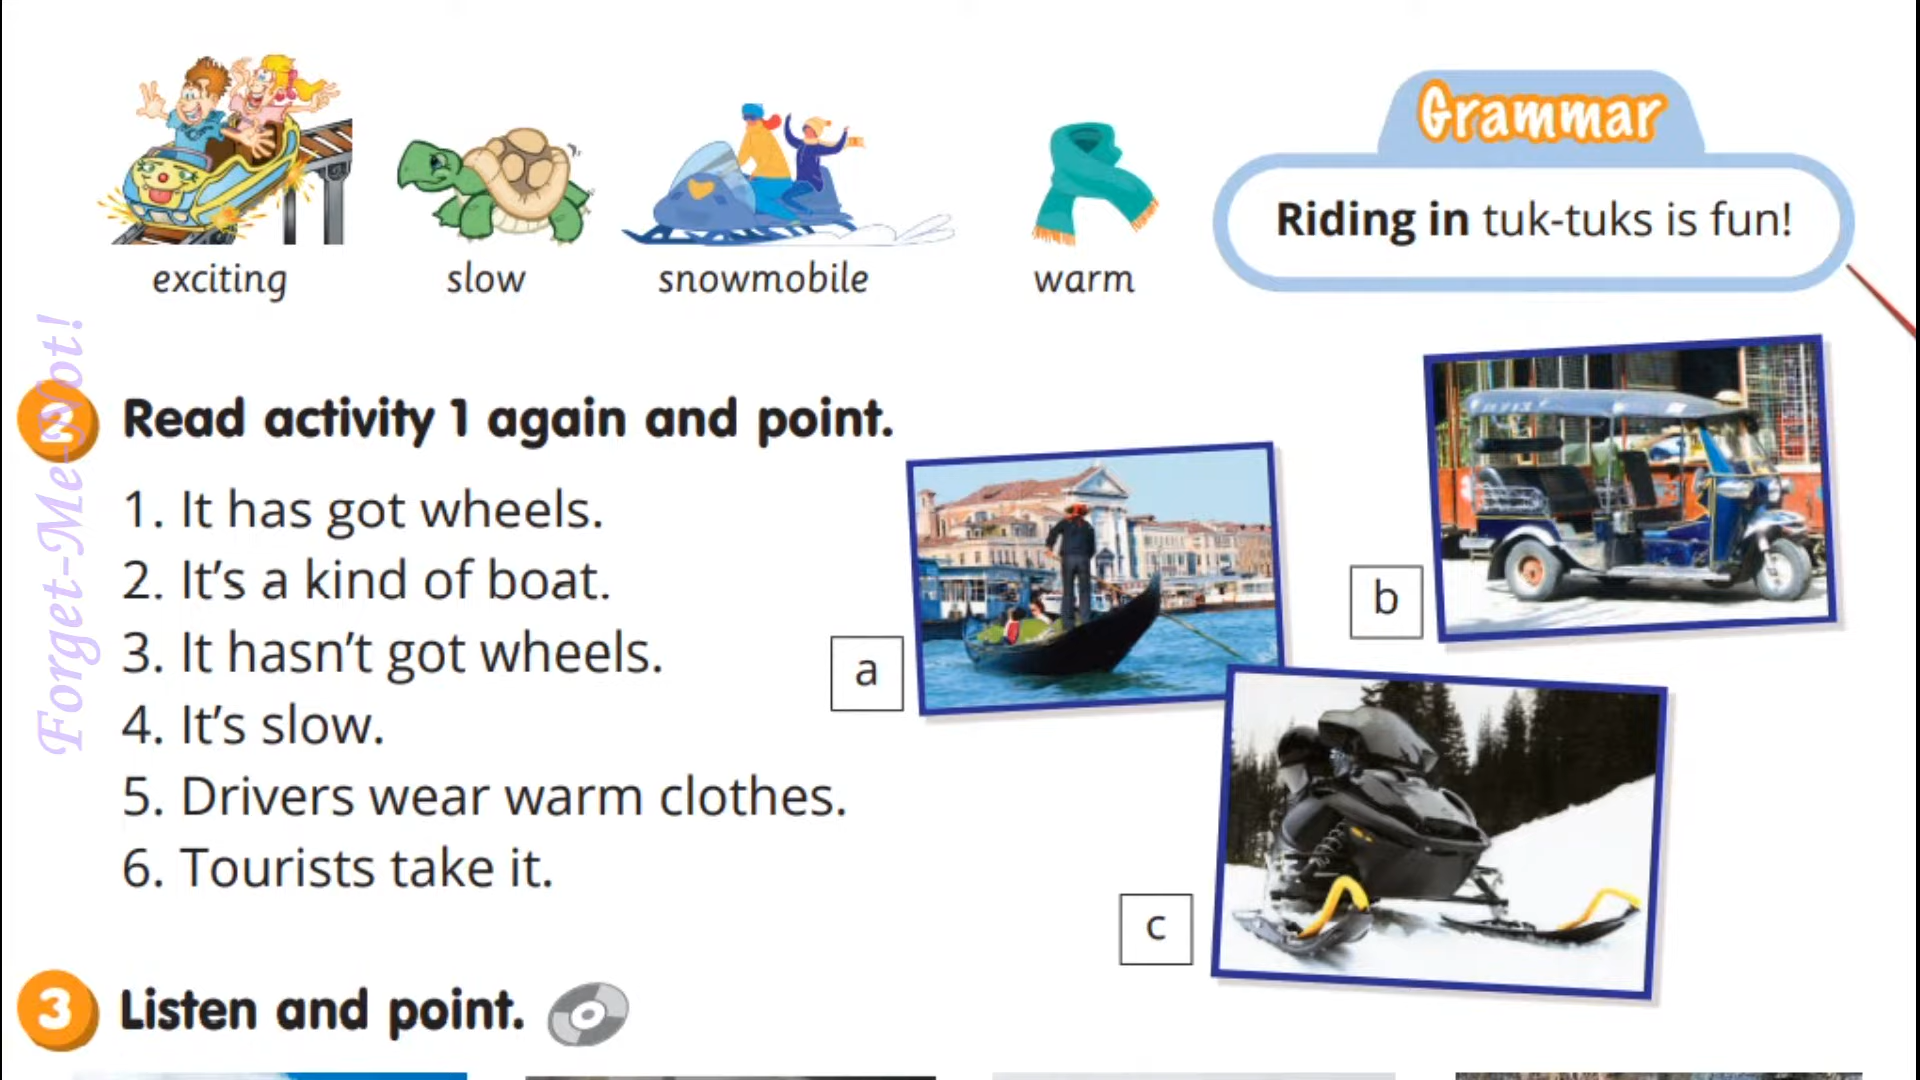 exciting
slow
snowmobile
warm
Grammar
Riding in tuk-tuks is fun!
Forget-Me-Not!
2 Read activity 1 again and point.
1. It has got wheels.
2. It's a kind of boat.
3. It hasn't got wheels.
4. It's slow.
5. Drivers wear warm clothes.
6. Tourists take it.
a
b
c
3 Listen and point.